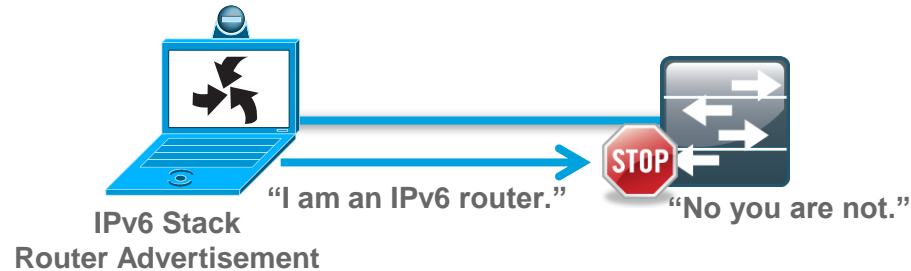 STOP
“I am an IPv6 router.”
“No you are not.”
IPv6 Stack
Router Advertisement